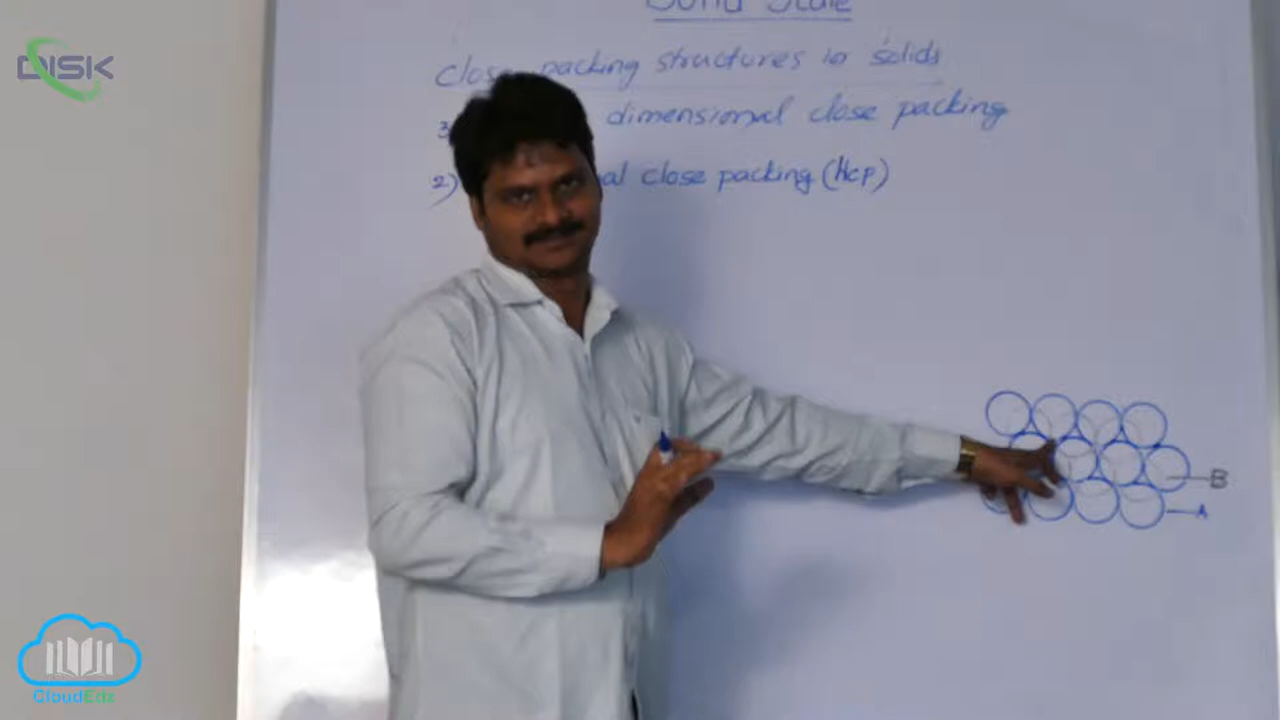 DISK
Solid State
close packing structures in solids
3 dimensional close packing
2) al close packing (Hcp)
B
A
CloudEdz